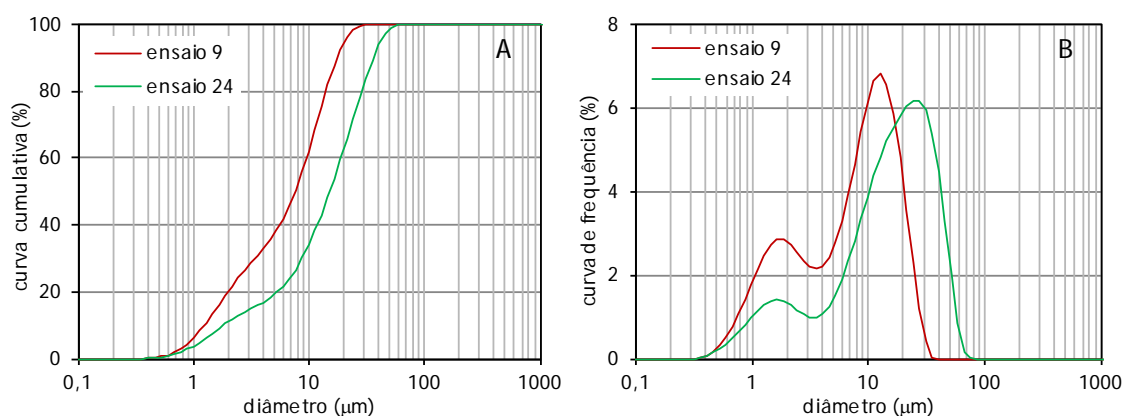 100
80
60
40
20
0
curva cumulativa (%)
ensaio 9
ensaio 24
A
0,1
1
10
100
1000
diâmetro (µm)
8
6
4
2
0
curva de frequência (%)
ensaio 9
ensaio 24
B
0,1
1
10
100
1000
diâmetro (µm)